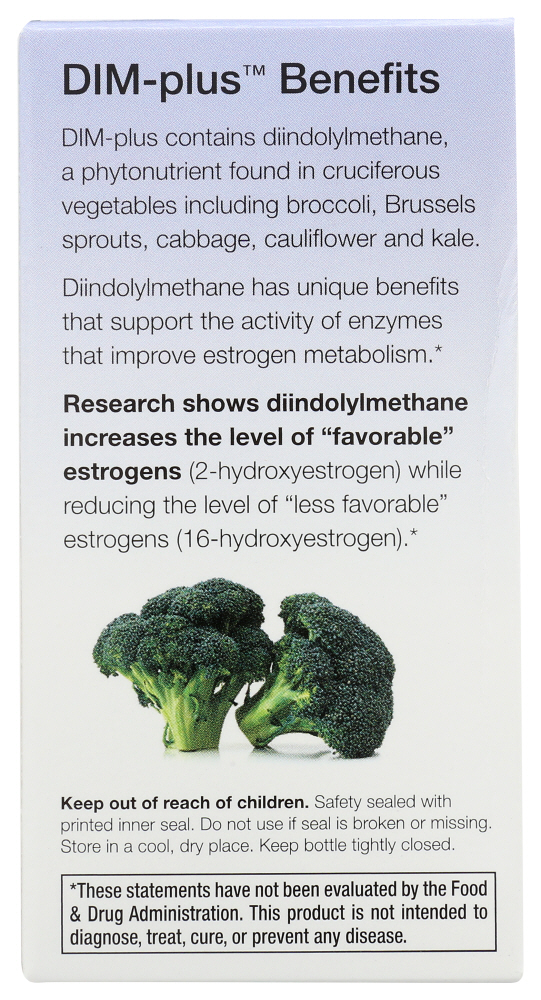 DIM-plus™ Benefits
DIM-plus contains diindolylmethane,
a phytonutrient found in cruciferous
vegetables including broccoli, Brussels
sprouts, cabbage, cauliflower and kale.
Diindolylmethane has unique benefits
that support the activity of enzymes
that improve estrogen metabolism.*
Research shows diindolylmethane
increases the level of “favorable”
estrogens (2-hydroxyestrogen) while
reducing the level of “less favorable”
estrogens (16-hydroxyestrogen).*
Keep out of reach of children. Safety sealed with
printed inner seal. Do not use if seal is broken or missing.
Store in a cool, dry place. Keep bottle tightly closed.
*These statements have not been evaluated by the Food
& Drug Administration. This product is not intended to
diagnose, treat, cure, or prevent any disease.